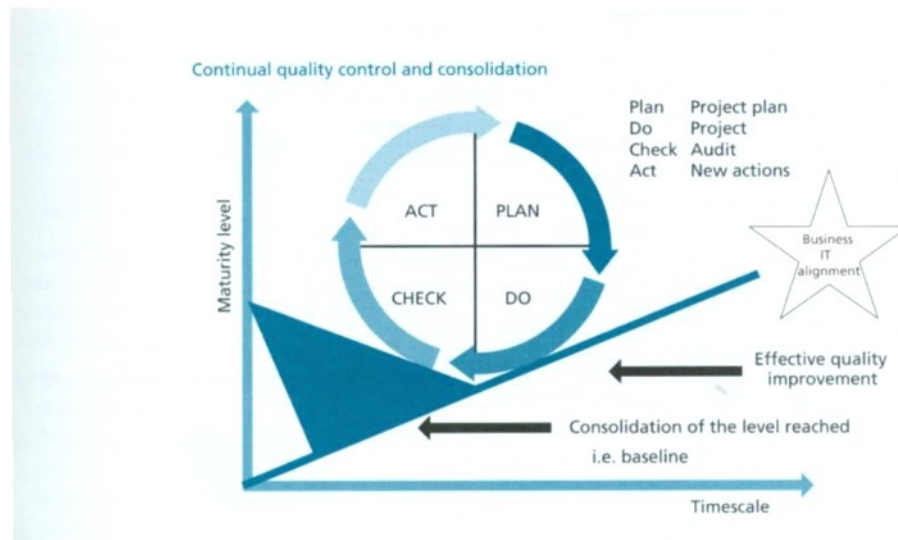 Continual quality control and consolidation
Plan Project plan
Do Project
Check Audit
Act New actions
Maturity level
ACT PLAN
CHECK DO
Business
IT
alignment
Effective quality
improvement
Consolidation of the level reached
i.e. baseline
Timescale